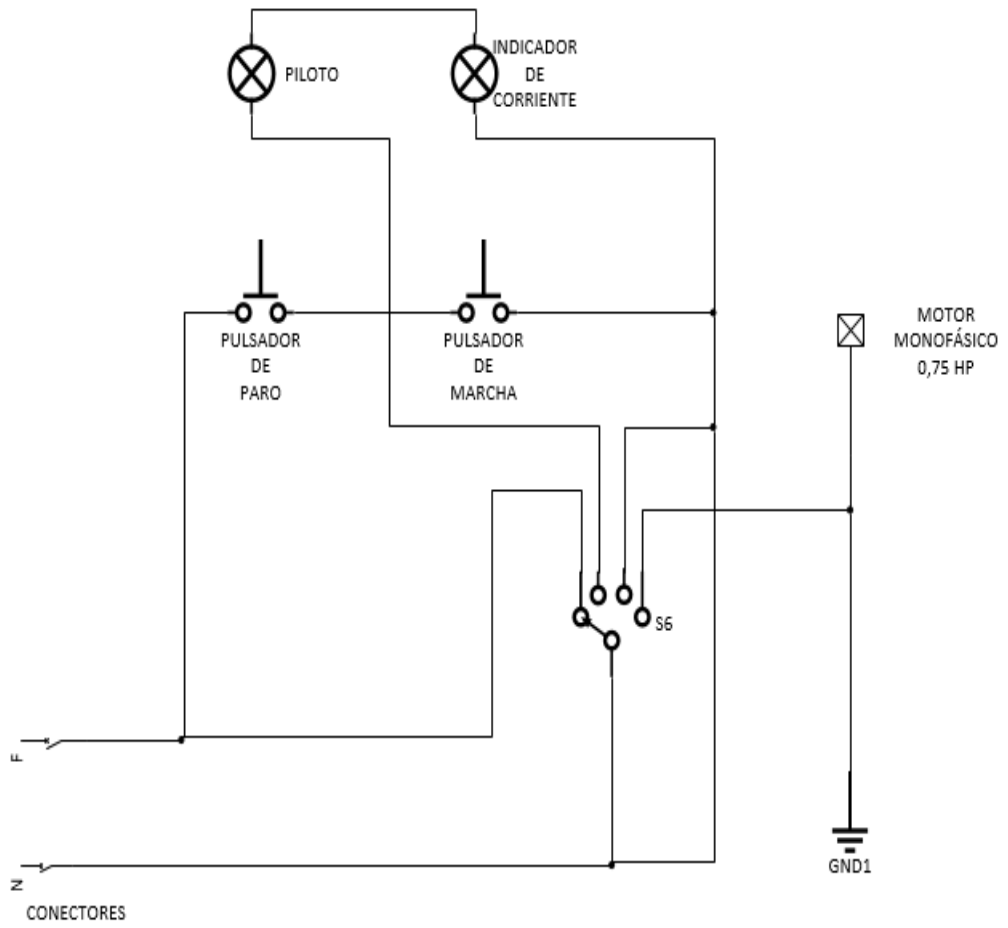 PILOTO
INDICADOR
DE
CORRIENTE
PULSADOR
DE
PARO
PULSADOR
DE
MARCHA
MOTOR
MONOFÁSICO
0,75 HP
S6
F
N
GND1
CONECTORES